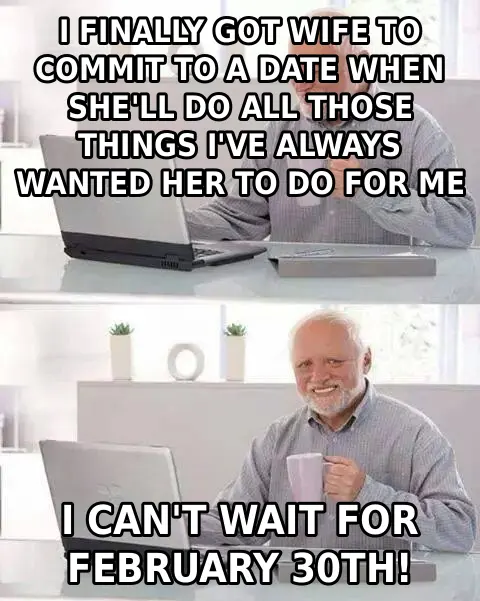 I FINALLY GOT WIFE TO
COMMIT TO A DATE WHEN
SHE'LL DO ALL THOSE
THINGS I'VE ALWAYS
WANTED HER TO DO FOR ME
I CAN'T WAIT FOR
FEBRUARY 30TH!